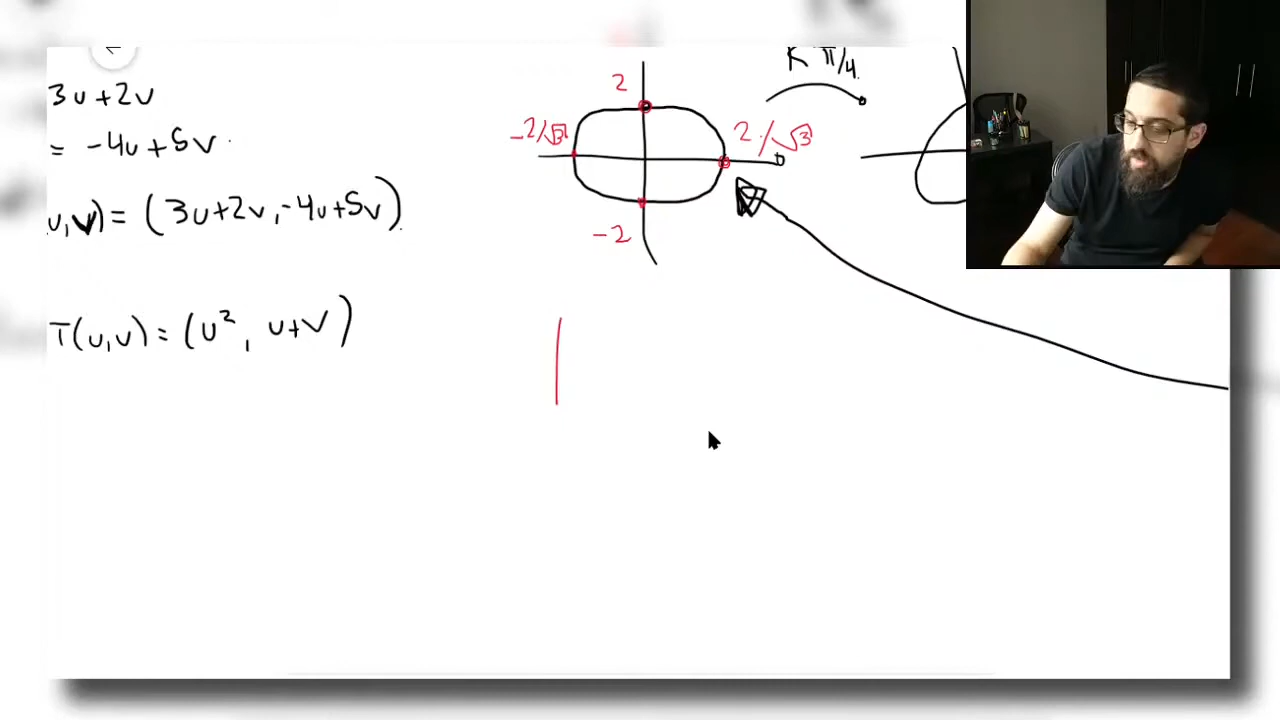 3u+2v
= -4u+5v
u,v)=(3u+2v,-4u+5v)
T(u,v)=(u², u+v)
2
-2/√3
2/√3
-2
R π/4